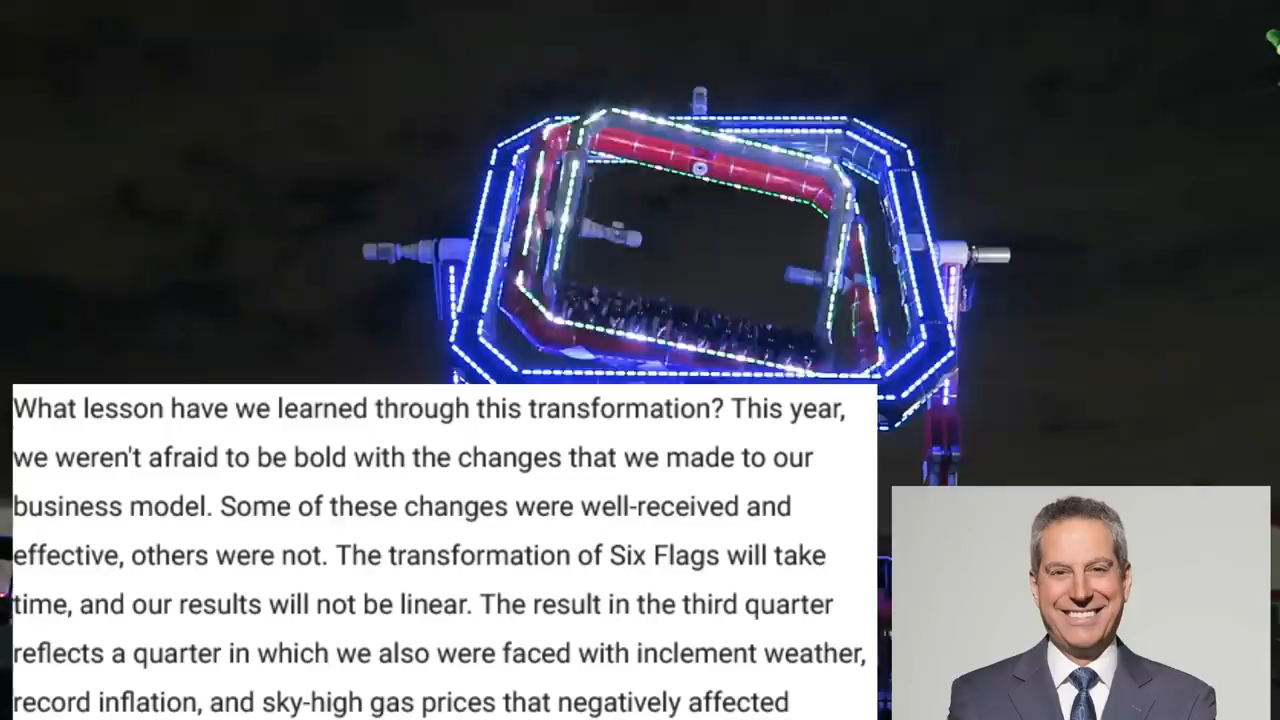 What lesson have we learned through this transformation? This year,
we weren't afraid to be bold with the changes that we made to our
business model. Some of these changes were well-received and
effective, others were not. The transformation of Six Flags will take
time, and our results will not be linear. The result in the third quarter
reflects a quarter in which we also were faced with inclement weather,
record inflation, and sky-high gas prices that negatively affected